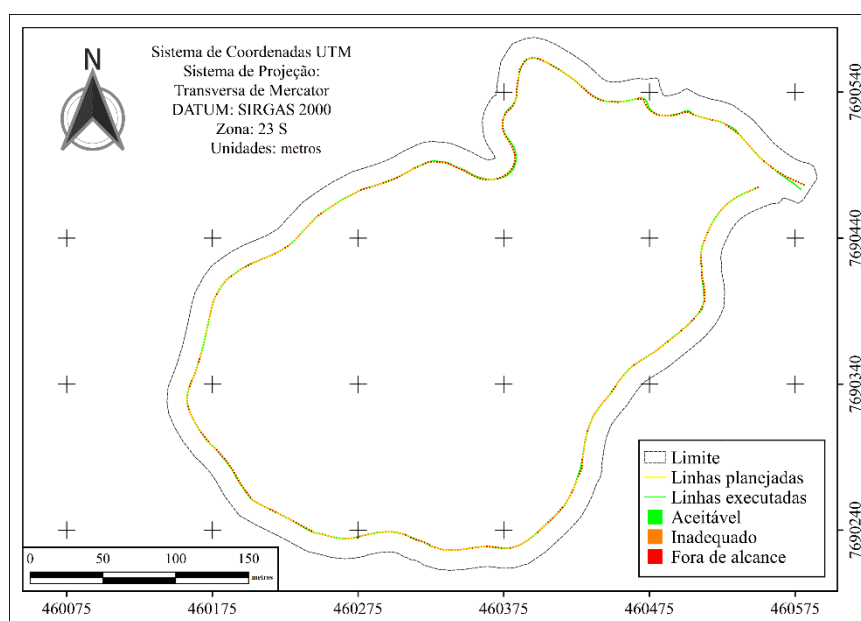 N
Sistema de Coordenadas UTM
Sistema de Projeção:
Transversa de Mercator
DATUM: SIRGAS 2000
Zona: 23 S
Unidades: metros
7690540
7690440
7690340
7690240
Limite
Linhas planejadas
Linhas executadas
Aceitável
Inadequado
Fora de alcance
0 50 100 150
metros
460075 460175 460275 460375 460475 460575